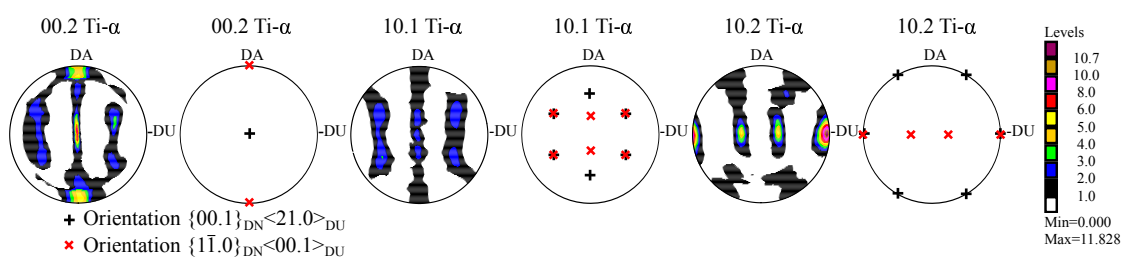 00.2 Ti-α 00.2 Ti-α 10.1 Ti-α 10.1 Ti-α 10.2 Ti-α 10.2 Ti-α
DA DA DA DA DA DA
-DU -DU -DU -DU -DU -DU
Levels
10.7
10.0
8.0
6.0
5.0
4.0
3.0
2.0
1.0
Min=0.000
Max=11.828
+ Orientation {00.1}DN<21.0>DU
× Orientation {11̅.0}DN<00.1>DU